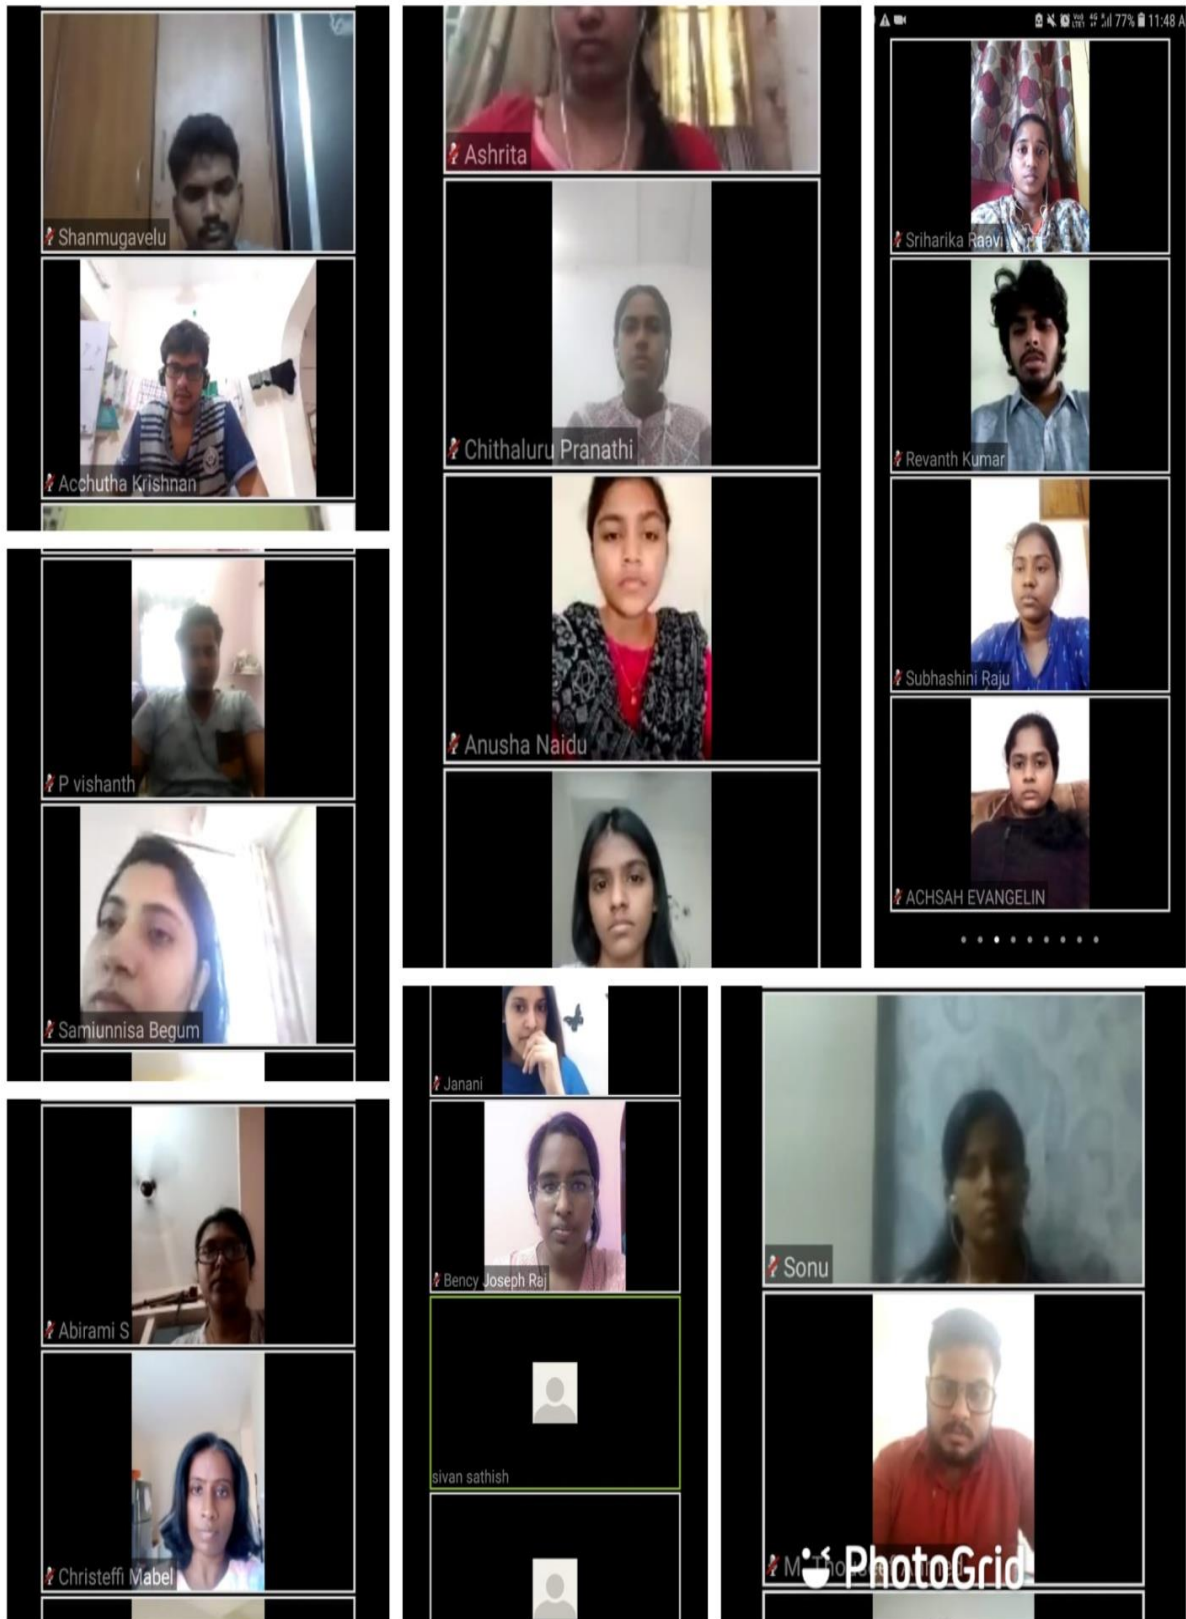 Shanmugavelu
Acchutha Krishnan
P vishanth
Samiunnisa Begum
Abirami S
Christeffi Mabel
Ashrita
Chithaluru Pranathi
Anusha Naidu
Janani
Bency Joseph Raj
sivan sathish
77% 11:48 A
Sriharika Raavi
Revanth Kumar
Subhashini Raju
ACHSAH EVANGELIN
Sonu
M.
PhotoGrid